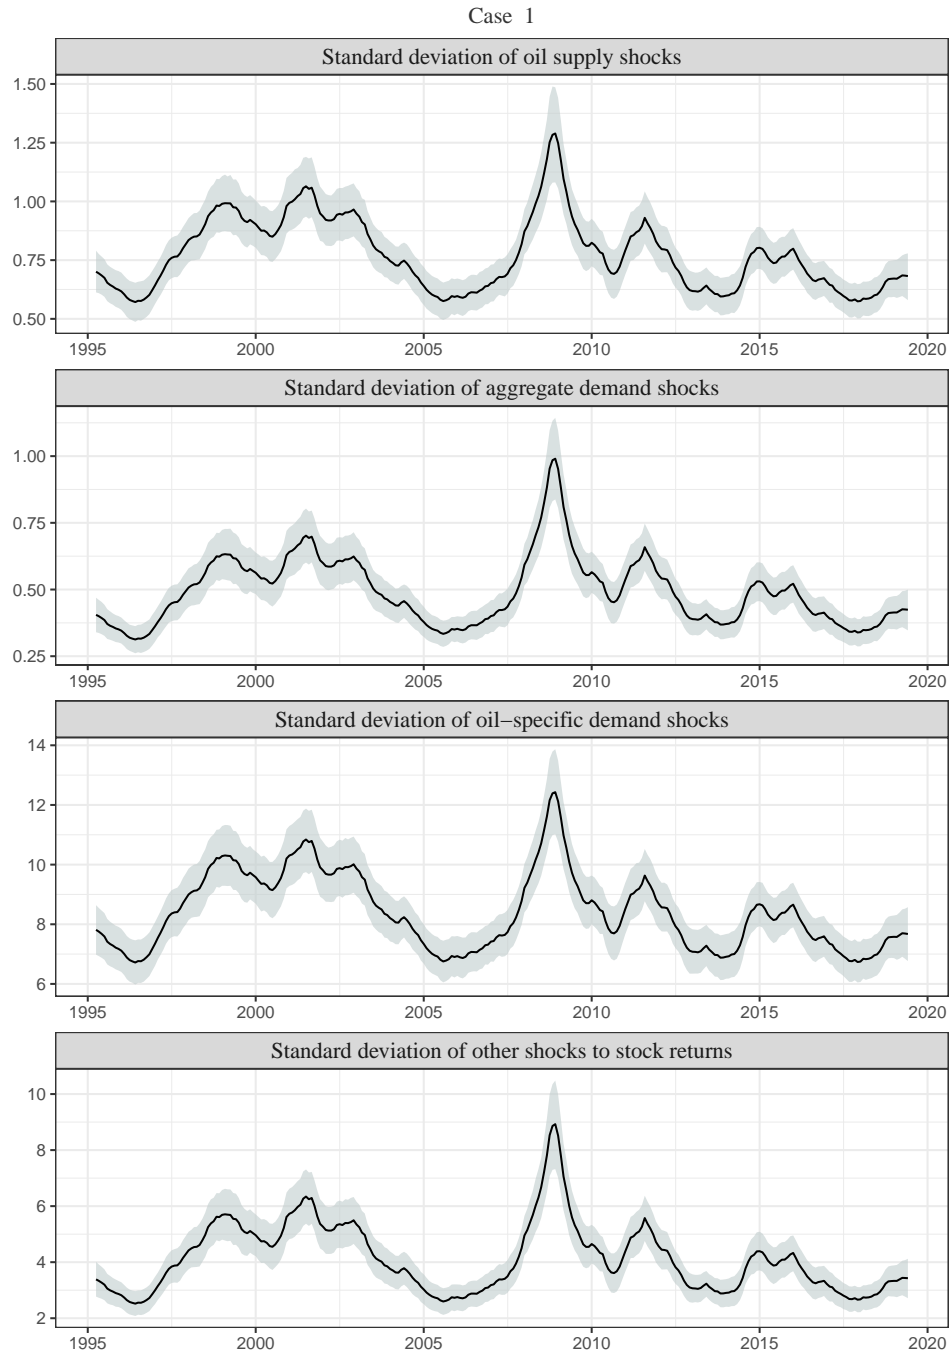 Case 1
Standard deviation of oil supply shocks
1.50
1.25
1.00
0.75
0.50
1995 2000 2005 2010 2015 2020
Standard deviation of aggregate demand shocks
1.00
0.75
0.50
0.25
1995 2000 2005 2010 2015 2020
Standard deviation of oil−specific demand shocks
14
12
10
8
6
1995 2000 2005 2010 2015 2020
Standard deviation of other shocks to stock returns
10
8
6
4
2
1995 2000 2005 2010 2015 2020